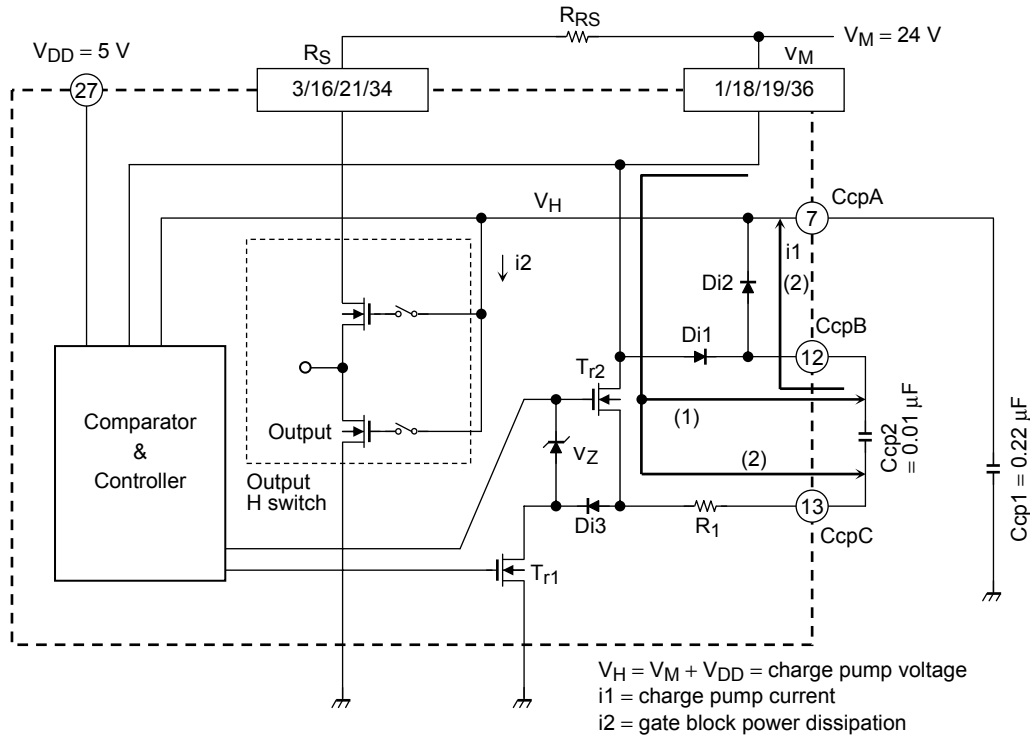 R_RS
V_M = 24 V
V_DD = 5 V
R_S
V_M
27
3/16/21/34
1/18/19/36
V_H
CcpA
7
i1
i2
(2)
Di2
CcpB
Di1
12
T_r2
(1)
Comparator
&
Controller
Output
v_Z
(2)
Ccp2
= 0.01 µF
Ccp1 = 0.22 µF
Output
H switch
Di3
R_1
13
CcpC
T_r1
V_H = V_M + V_DD = charge pump voltage
i1 = charge pump current
i2 = gate block power dissipation